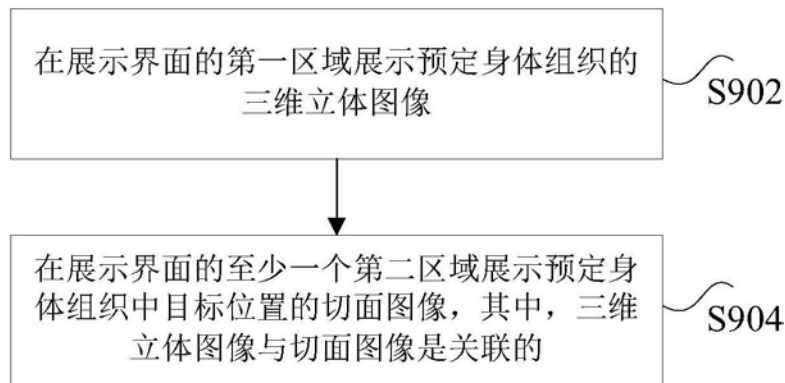 在展示界面的第一区域展示预定身体组织的
三维立体图像
S902
在展示界面的至少一个第二区域展示预定身
体组织中目标位置的切面图像，其中，三维
立体图像与切面图像是关联的
S904